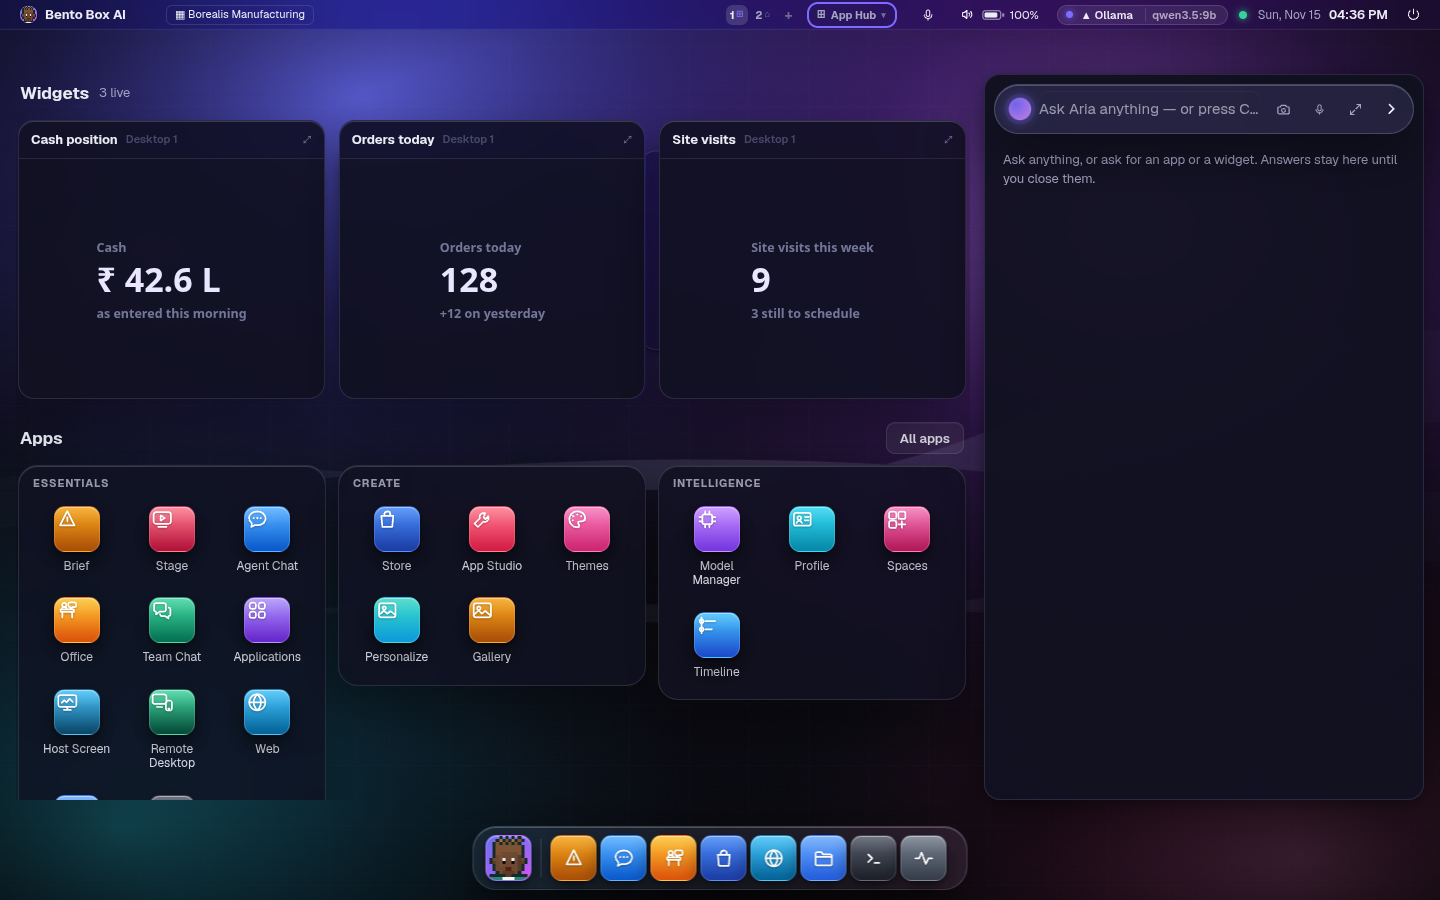 Bento Box AI
Borealis Manufacturing
1
2
+
App Hub
100%
▲ Ollama
qwen3.5:9b
Sun, Nov 15
04:36 PM
Widgets
3 live
Cash position
Desktop 1
Cash
₹ 42.6 L
as entered this morning
Orders today
Desktop 1
Orders today
128
+12 on yesterday
Site visits
Desktop 1
Site visits this week
9
3 still to schedule
Apps
All apps
ESSENTIALS
Brief
Stage
Agent Chat
Office
Team Chat
Applications
Host Screen
Remote
Desktop
Web
CREATE
Store
App Studio
Themes
Personalize
Gallery
INTELLIGENCE
Model
Manager
Profile
Spaces
Timeline
Ask Aria anything — or press C...
Ask anything, or ask for an app or a widget. Answers stay here until
you close them.